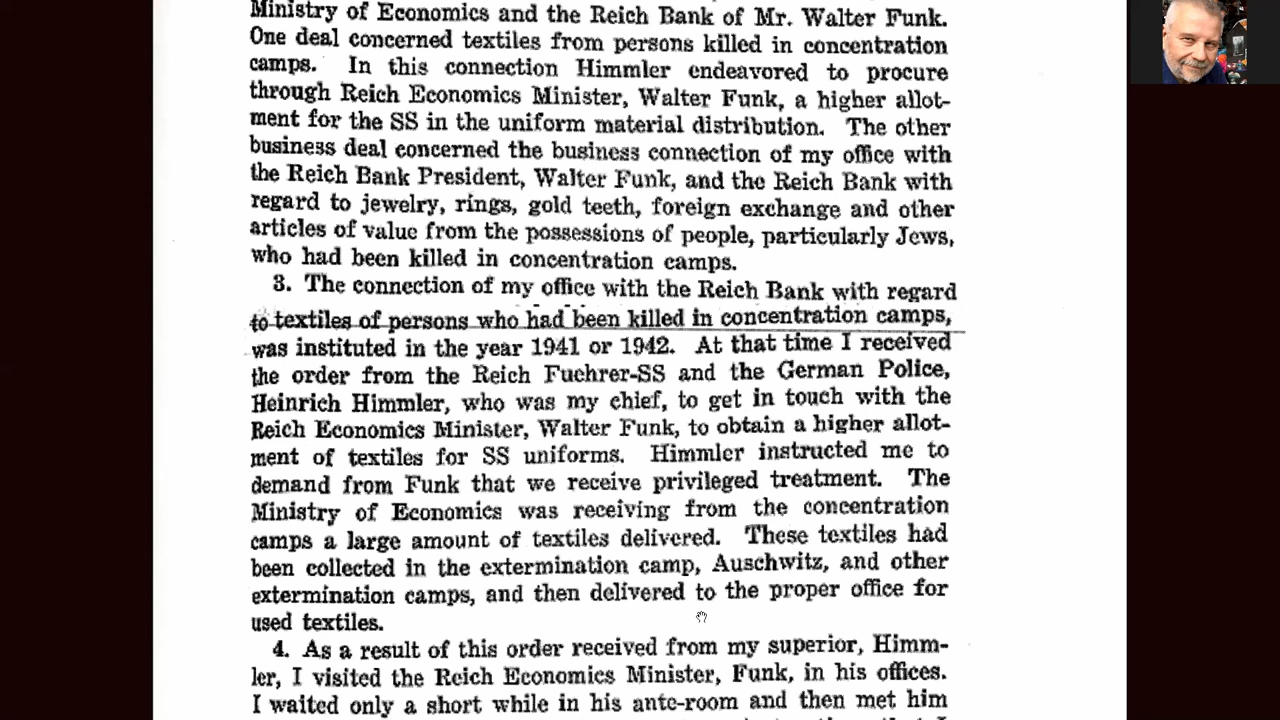 Ministry of Economics and the Reich Bank of Mr. Walter Funk.
One deal concerned textiles from persons killed in concentration
camps. In this connection Himmler endeavored to procure
through Reich Economics Minister, Walter Funk, a higher allot-
ment for the SS in the uniform material distribution. The other
business deal concerned the business connection of my office with
the Reich Bank President, Walter Funk, and the Reich Bank with
regard to jewelry, rings, gold teeth, foreign exchange and other
articles of value from the possessions of people, particularly Jews,
who had been killed in concentration camps.
3. The connection of my office with the Reich Bank with regard
to textiles of persons who had been killed in concentration camps,
was instituted in the year 1941 or 1942. At that time I received
the order from the Reich Fuehrer-SS and the German Police,
Heinrich Himmler, who was my chief, to get in touch with the
Reich Economics Minister, Walter Funk, to obtain a higher allot-
ment of textiles for SS uniforms. Himmler instructed me to
demand from Funk that we receive privileged treatment. The
Ministry of Economics was receiving from the concentration
camps a large amount of textiles delivered. These textiles had
been collected in the extermination camp, Auschwitz, and other
extermination camps, and then delivered to the proper office for
used textiles.
4. As a result of this order received from my superior, Himm-
ler, I visited the Reich Economics Minister, Funk, in his offices.
I waited only a short while in his ante-room and then met him